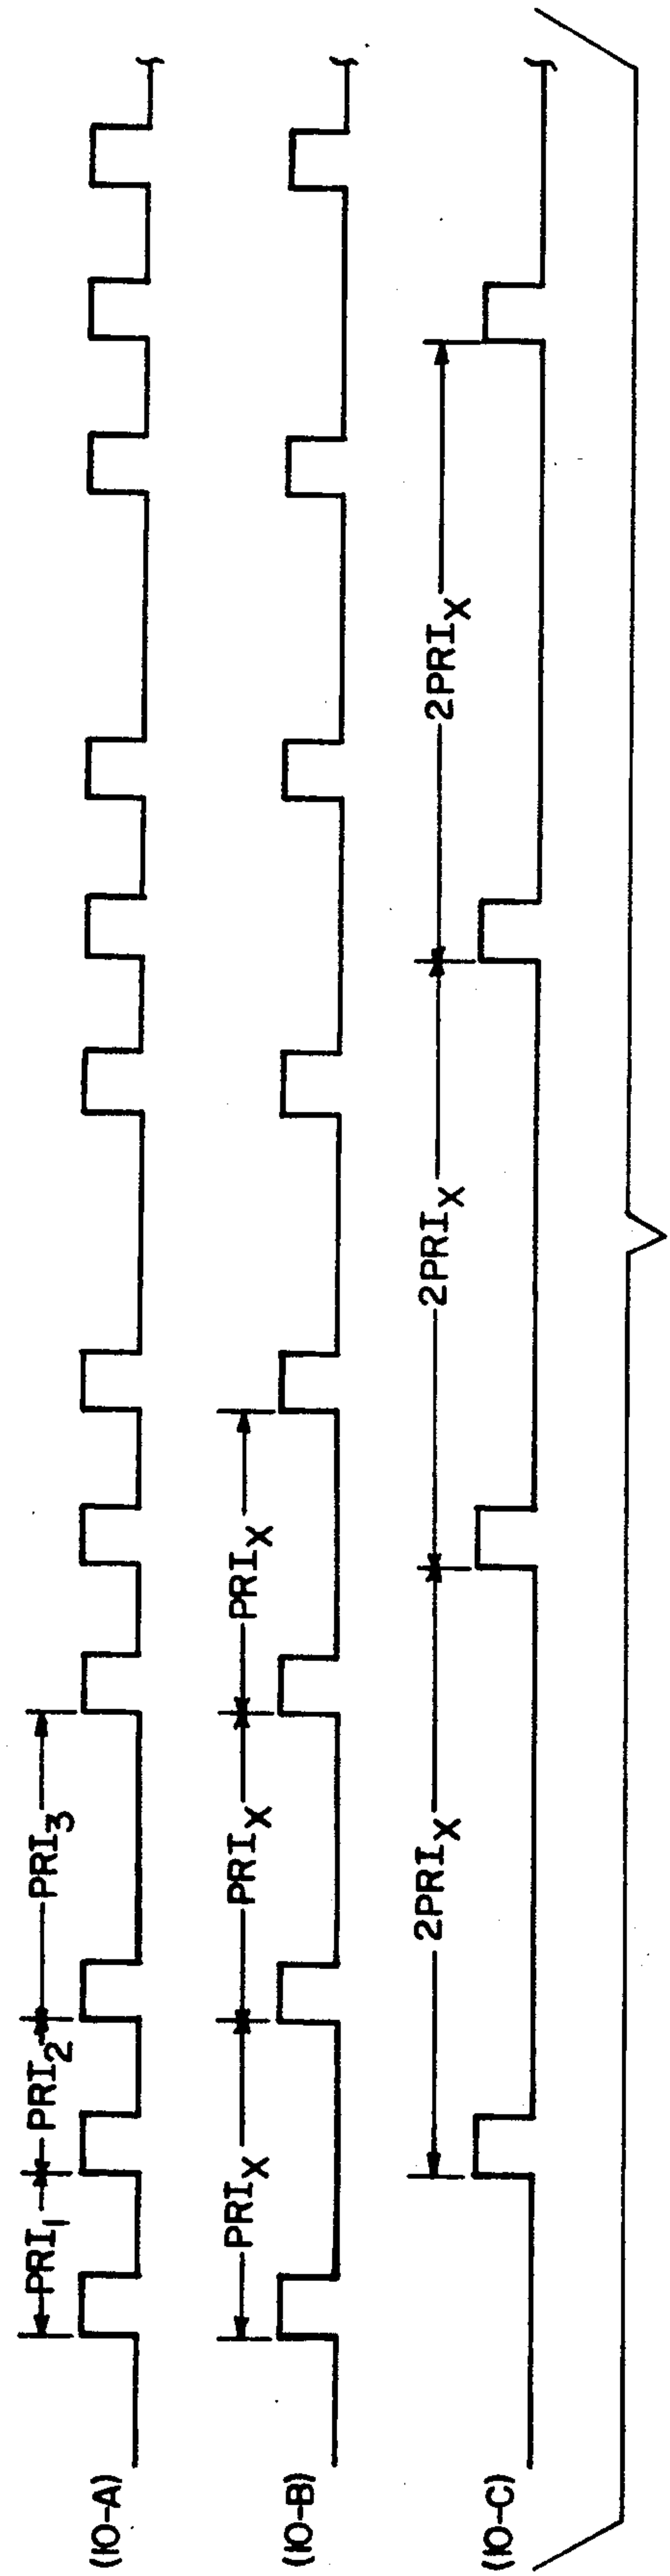 (10-A)
PRI₁ PRI₂ PRI₃
(10-B)
PRIX PRIX PRIX
(10-C)
2PRIX 2PRIX 2PRIX